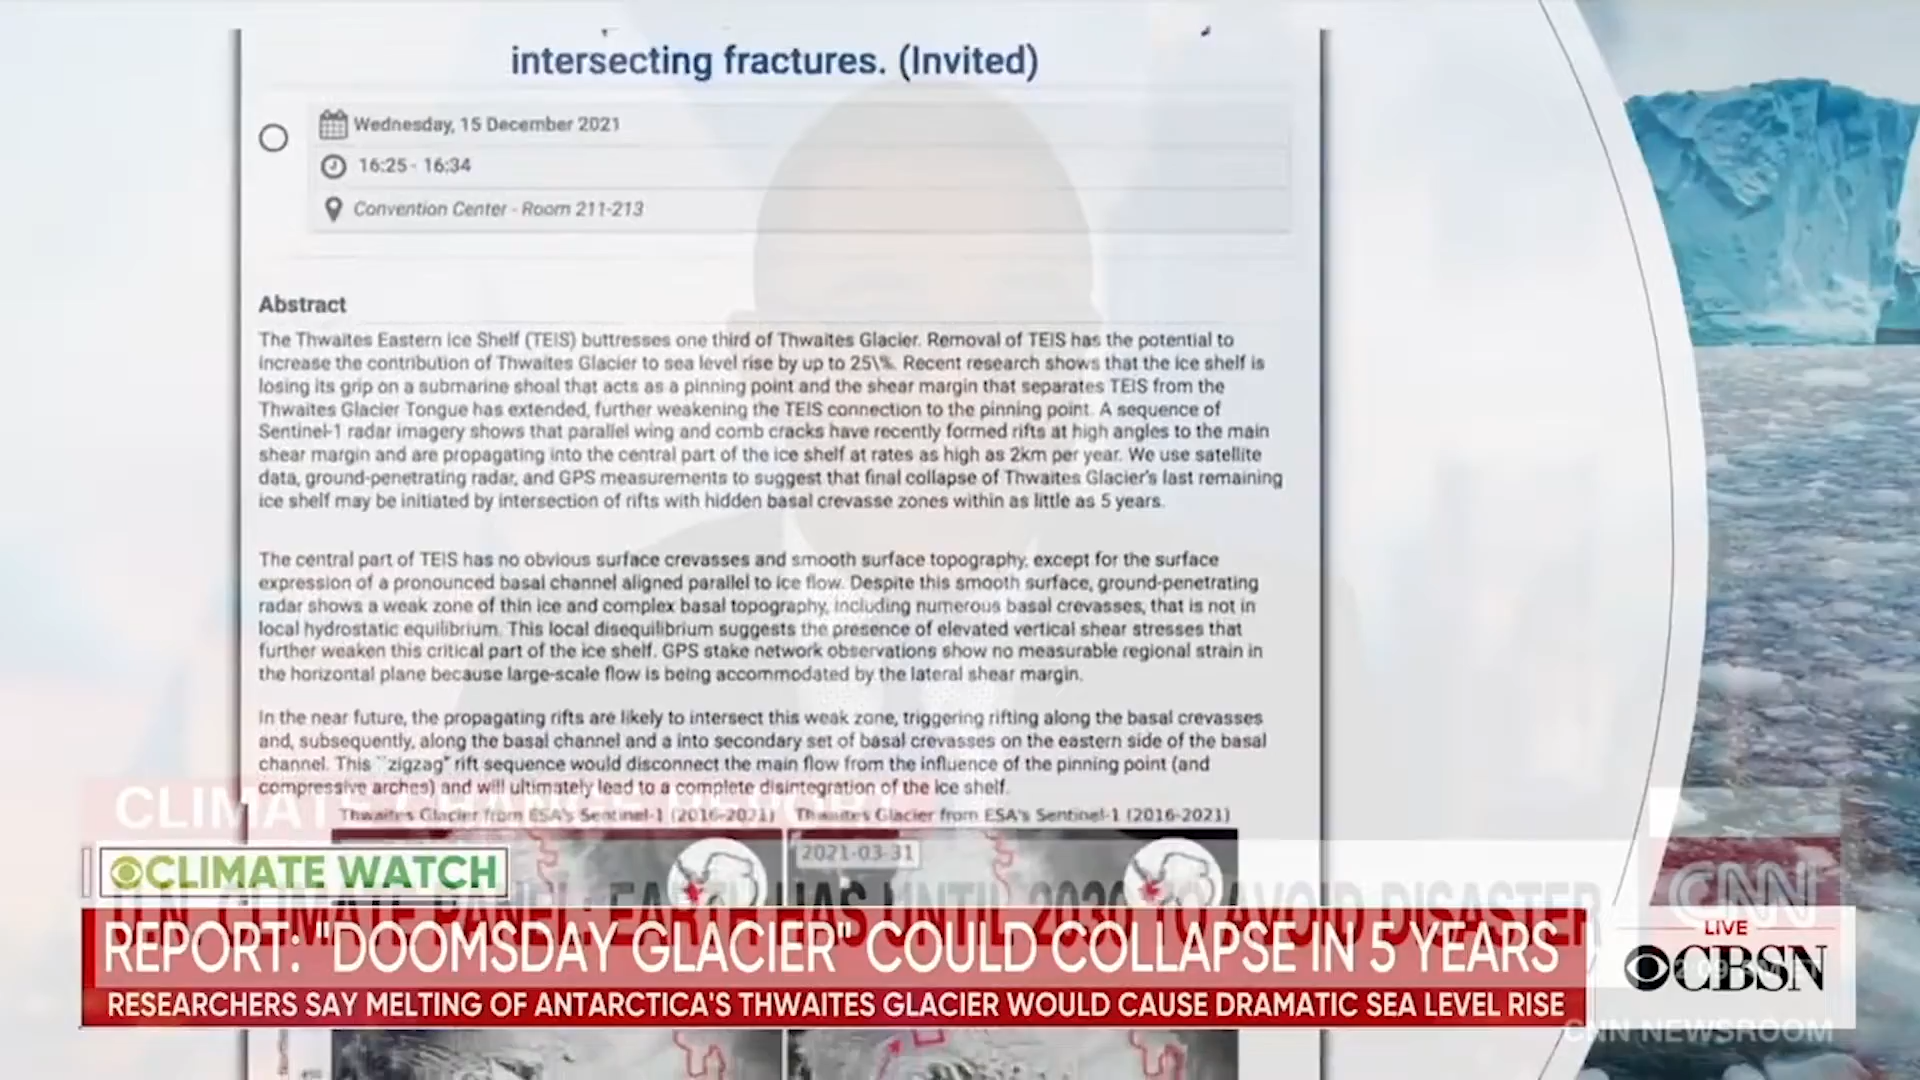 intersecting fractures. (Invited)
Wednesday, 15 December 2021
16:25 - 16:34
Convention Center - Room 211-213
Abstract
The Thwaites Eastern Ice Shelf (TEIS) buttresses one third of Thwaites Glacier. Removal of TEIS has the potential to
increase the contribution of Thwaites Glacier to sea level rise by up to 25\%. Recent research shows that the ice shelf is
losing its grip on a submarine shoal that acts as a pinning point and the shear margin that separates TEIS from the
Thwaites Glacier Tongue has extended, further weakening the TEIS connection to the pinning point. A sequence of
Sentinel-1 radar imagery shows that parallel wing and comb cracks have recently formed rifts at high angles to the main
shear margin and are propagating into the central part of the ice shelf at rates as high as 2km per year. We use satellite
data, ground-penetrating radar, and GPS measurements to suggest that final collapse of Thwaites Glacier's last remaining
ice shelf may be initiated by intersection of rifts with hidden basal crevasse zones within as little as 5 years.
The central part of TEIS has no obvious surface crevasses and smooth surface topography, except for the surface
expression of a pronounced basal channel aligned parallel to ice flow. Despite this smooth surface, ground-penetrating
radar shows a weak zone of thin ice and complex basal topography, including numerous basal crevasses, that is not in
local hydrostatic equilibrium. This local disequilibrium suggests the presence of elevated vertical shear stresses that
further weaken this critical part of the ice shelf. GPS stake network observations show no measurable regional strain in
the horizontal plane because large-scale flow is being accommodated by the lateral shear margin.
In the near future, the propagating rifts are likely to intersect this weak zone, triggering rifting along the basal crevasses
and, subsequently, along the basal channel and a into secondary set of basal crevasses on the eastern side of the basal
channel. This ``zigzag" rift sequence would disconnect the main flow from the influence of the pinning point (and
compressive arches) and will ultimately lead to a complete disintegration of the ice shelf.
CLIMATE CHANGE REPORT
Thwaites Glacier from ESA's Sentinel-1 (2016-2021) Thwaites Glacier from ESA's Sentinel-1 (2016-2021)
2021-03-31
CLIMATE WATCH
U.N. CLIMATE PANEL: EARTH HAS UNTIL 2030 TO AVOID DISASTER
CNN
REPORT: "DOOMSDAY GLACIER" COULD COLLAPSE IN 5 YEARS
LIVE
CBSN
RESEARCHERS SAY MELTING OF ANTARCTICA'S THWAITES GLACIER WOULD CAUSE DRAMATIC SEA LEVEL RISE
CNN NEWSROOM